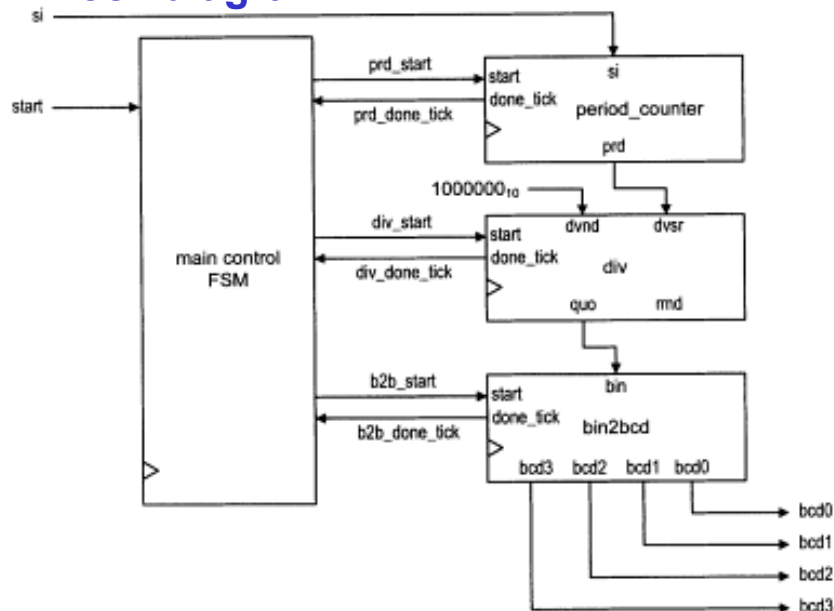 si
start
main control
FSM
prd_start
prd_done_tick
start
done_tick
si
period_counter
prd
1000000₁₀
div_start
div_done_tick
start
done_tick
dvnd dvsr
div
quo rmd
b2b_start
b2b_done_tick
start
done_tick
bin
bin2bcd
bcd3 bcd2 bcd1 bcd0
bcd0
bcd1
bcd2
bcd3